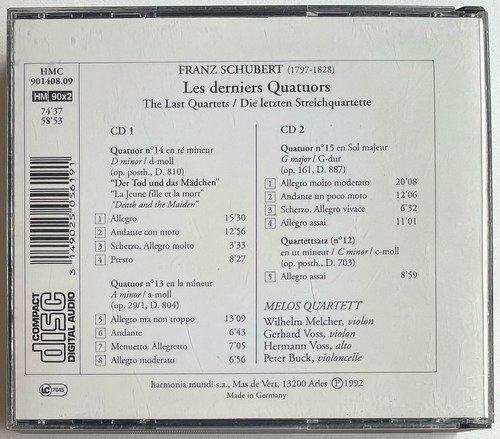 HMC
901408.09
HM 90x2
74'37
58'53
3 149025 056191
COMPACT
disc
DIGITAL AUDIO
LC 7045
FRANZ SCHUBERT (1797-1828)
Les derniers Quatuors
The Last Quartets / Die letzten Streichquartette
CD 1
Quatuor n°14 en ré mineur
D minor / d-moll
(op. posth., D. 810)
"Der Tod und das Mädchen"
"La Jeune fille et la mort"
"Death and the Maiden"
1 Allegro 15'30
2 Andante con moto 12'56
3 Scherzo. Allegro molto 3'33
4 Presto 8'27
Quatuor n°13 en la mineur
A minor / a-moll
(op. 29/1, D. 804)
5 Allegro ma non troppo 13'09
6 Andante 6'43
7 Menuetto. Allegretto 7'05
8 Allegro moderato 6'56
CD 2
Quatuor n°15 en Sol majeur
G major / G-dur
(op. 161, D. 887)
1 Allegro molto moderato 20'08
2 Andante un poco moto 12'06
3 Scherzo. Allegro vivace 6'32
4 Allegro assai 11'01
Quartettsatz (n°12)
en ut mineur / C minor / c-moll
(op. posth., D. 703)
5 Allegro assai 8'59
MELOS QUARTETT
Wilhelm Melcher, violon
Gerhard Voss, violon
Hermann Voss, alto
Peter Buck, violoncelle
harmonia mundi s.a., Mas de Vert, 13200 Arles Ⓟ 1992
Made in Germany